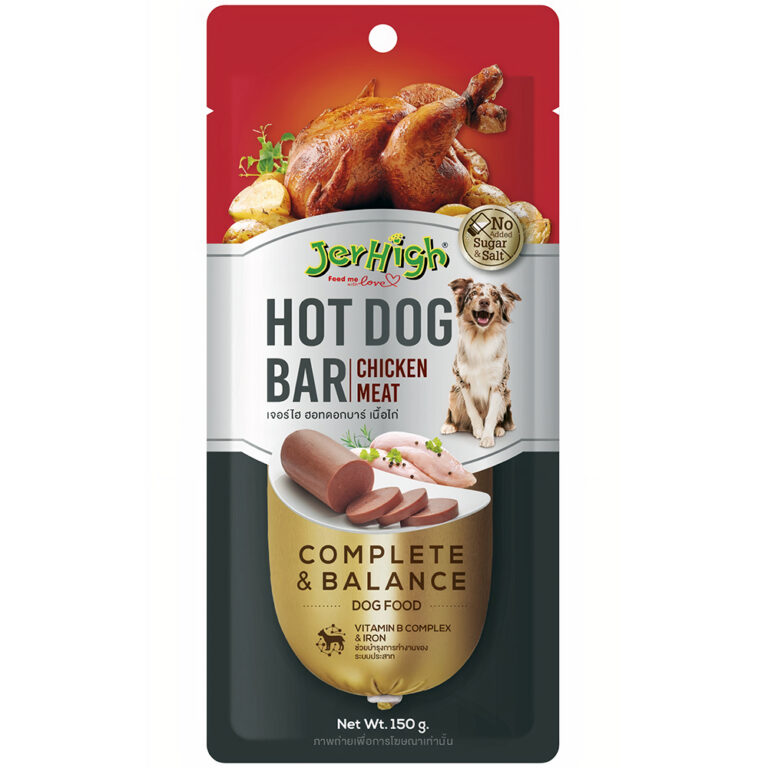 No
Added
Sugar
& Salt
JerHigh®
Feed me
with love
HOT DOG
BAR
CHICKEN
MEAT
เจอร์ไฮ ฮอทดอกบาร์ เนื้อไก่
COMPLETE
& BALANCE
DOG FOOD
VITAMIN B COMPLEX
& IRON
ช่วยบำรุงการทำงานของ
ระบบประสาท
Net Wt. 150 g.
ภาพถ่ายเพื่อการโฆษณาเท่านั้น